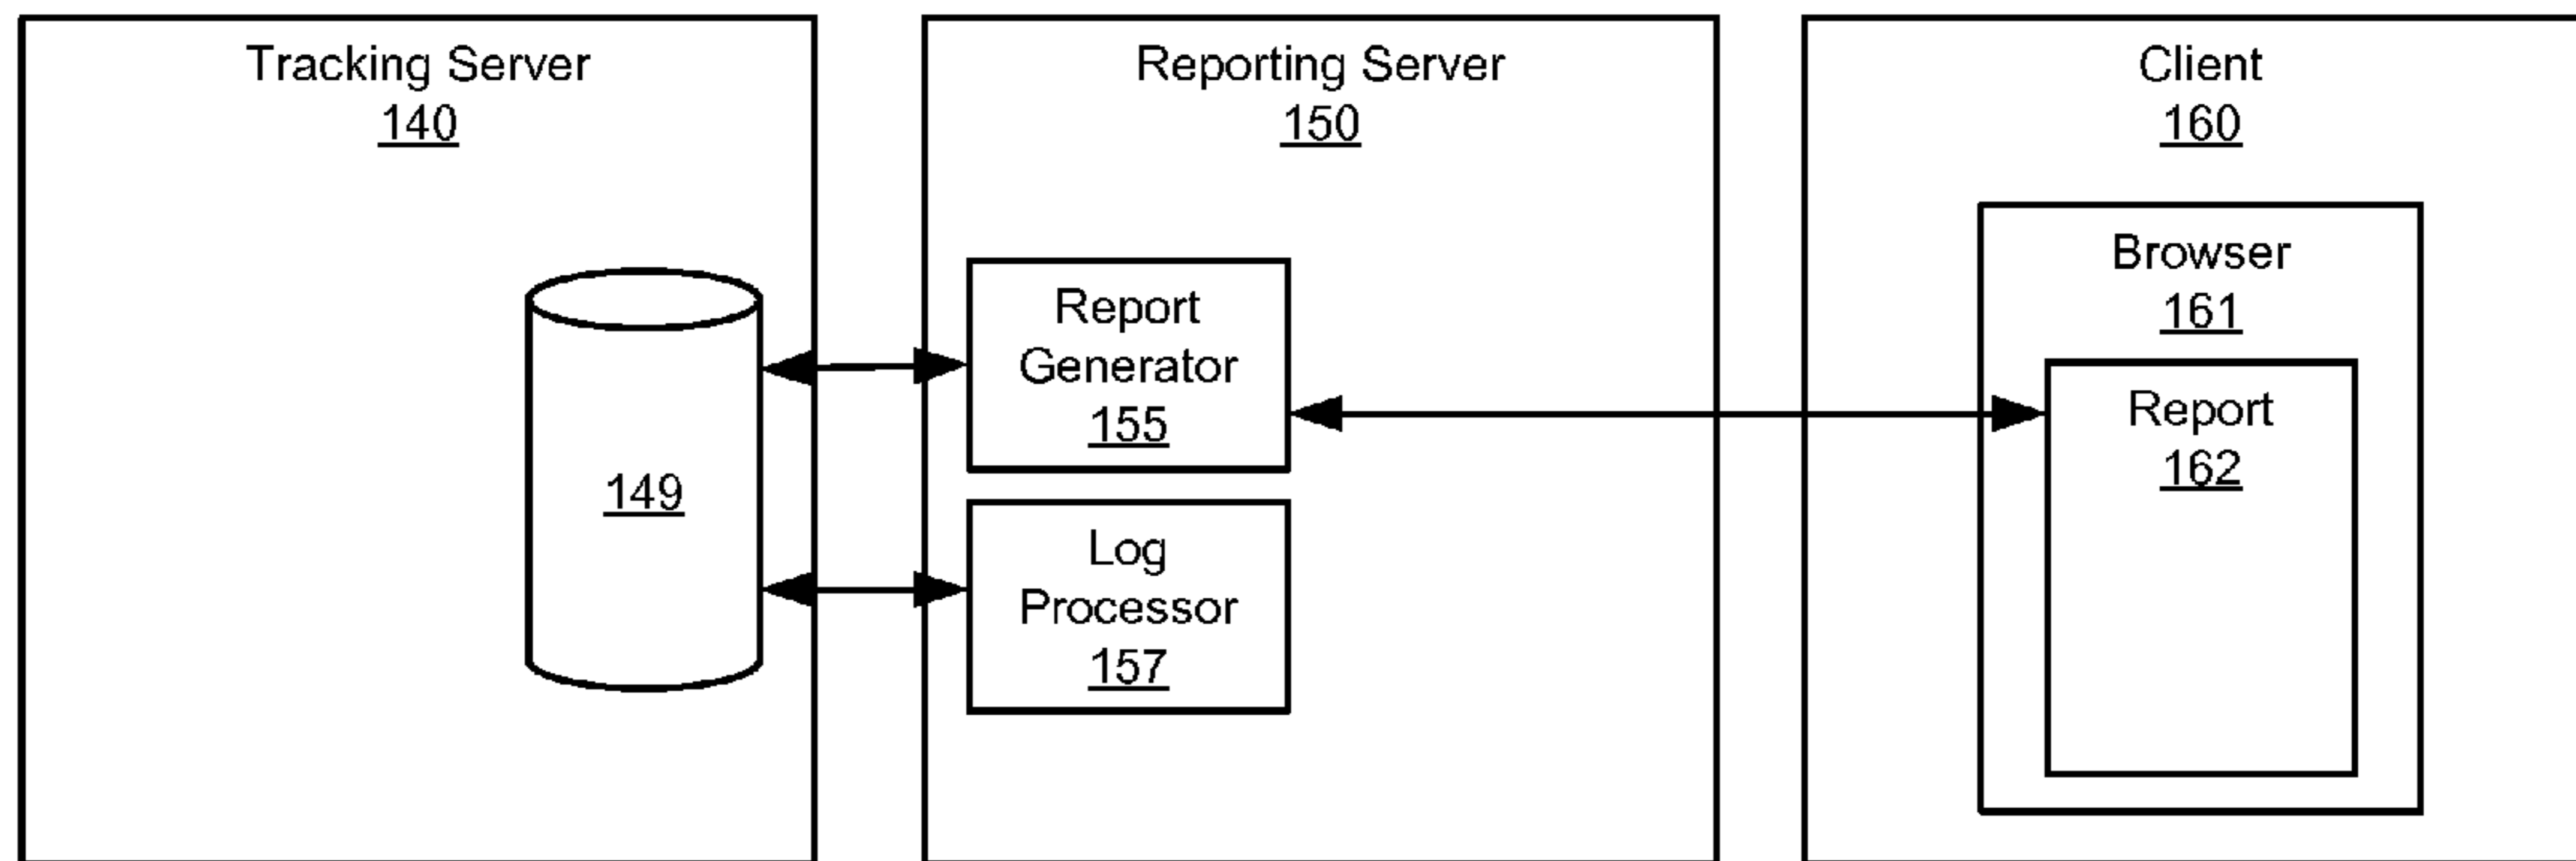 Tracking Server
140
149
Reporting Server
150
Report
Generator
155
Log
Processor
157
Client
160
Browser
161
Report
162